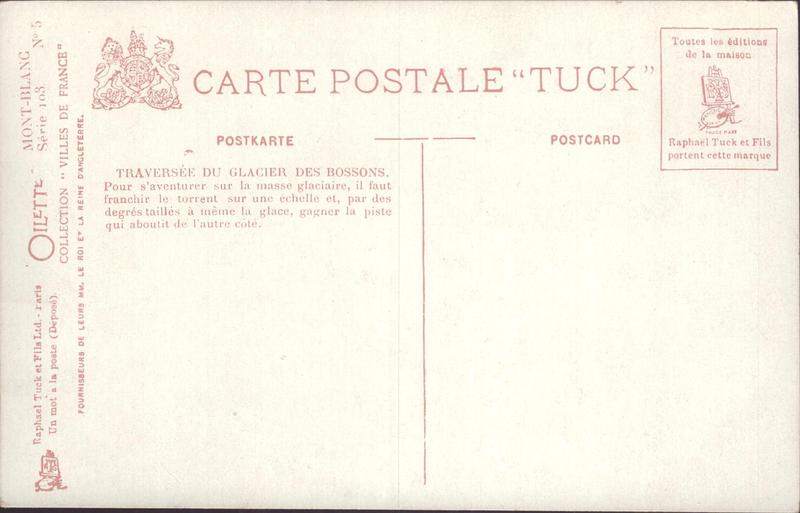 CARTE POSTALE “TUCK”
POSTKARTE
POSTCARD
Toutes les éditions
de la maison
Raphael Tuck et Fils
portent cette marque
TRAVERSÉE DU GLACIER DES BOSSONS.
Pour s'aventurer sur la masse glaciaire, il faut
franchir le torrent sur une échelle et, par des
degrés taillés à même la glace, gagner la piste
qui aboutit de l'autre côté.
MONT-BLANC
Série 103 Nº 5
OILETTE
COLLECTION “VILLES DE FRANCE”
Raphael Tuck et Fils Ltd. - Paris
Un mot à la poste (Déposé).
FOURNISSEURS DE LEURS MM. LE ROI ET LA REINE D'ANGLETERRE.